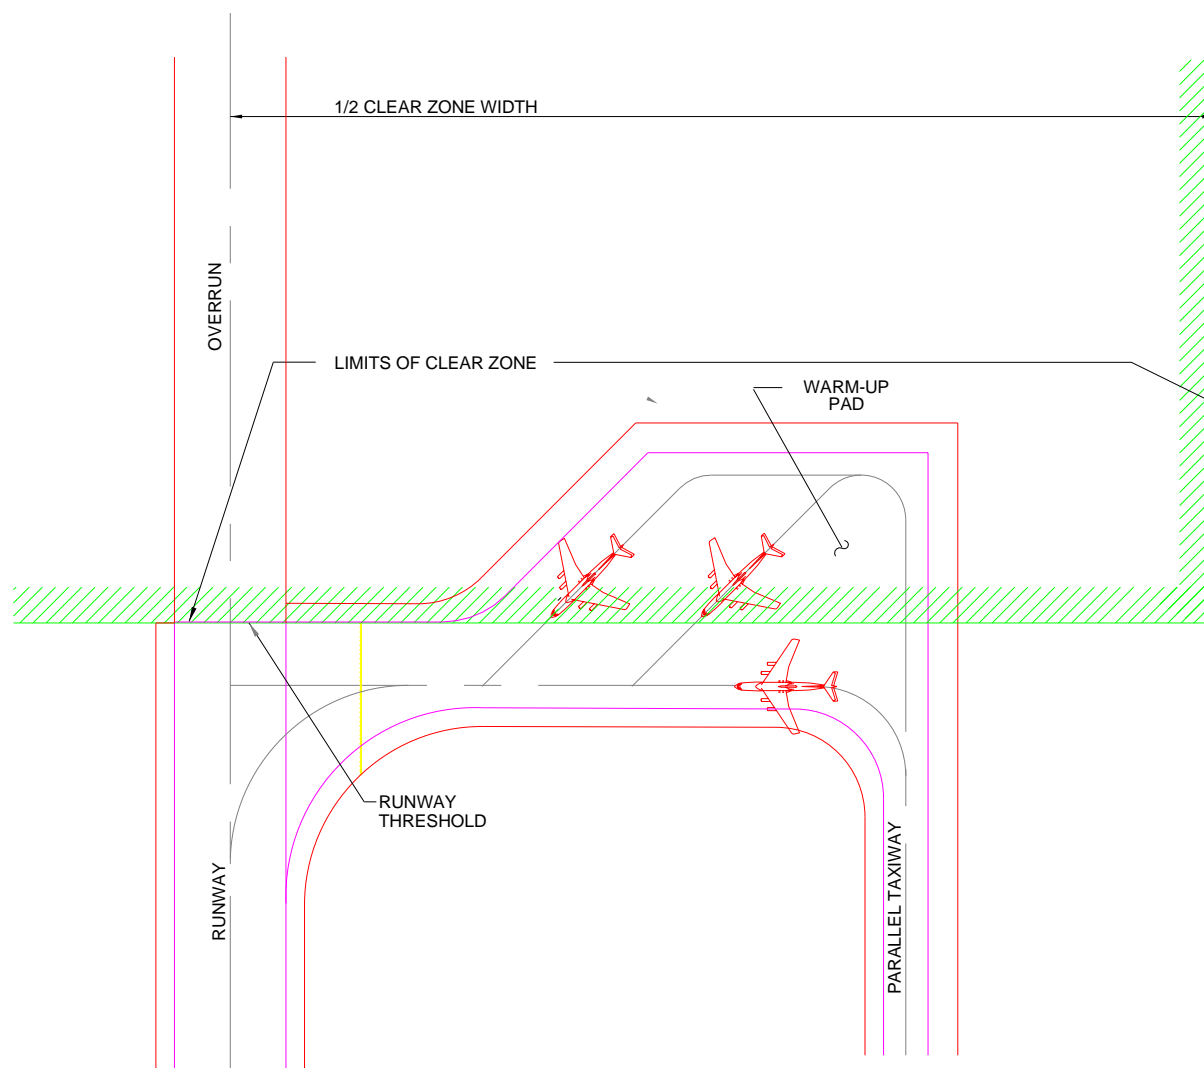 1/2 CLEAR ZONE WIDTH
OVERRUN
LIMITS OF CLEAR ZONE
WARM-UP
PAD
RUNWAY
THRESHOLD
RUNWAY
PARALLEL TAXIWAY